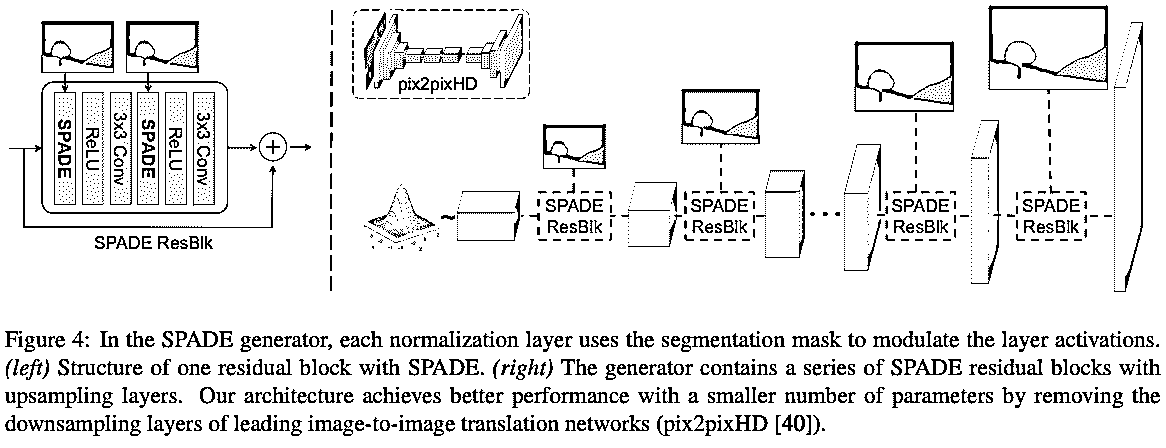 SPADE
ReLU
3x3 Conv
SPADE
ReLU
3x3 Conv
SPADE ResBlk
pix2pixHD
~
SPADE
ResBlk
SPADE
ResBlk
...
SPADE
ResBlk
SPADE
ResBlk
Figure 4: In the SPADE generator, each normalization layer uses the segmentation mask to modulate the layer activations.
(left) Structure of one residual block with SPADE. (right) The generator contains a series of SPADE residual blocks with
upsampling layers. Our architecture achieves better performance with a smaller number of parameters by removing the
downsampling layers of leading image-to-image translation networks (pix2pixHD [40]).